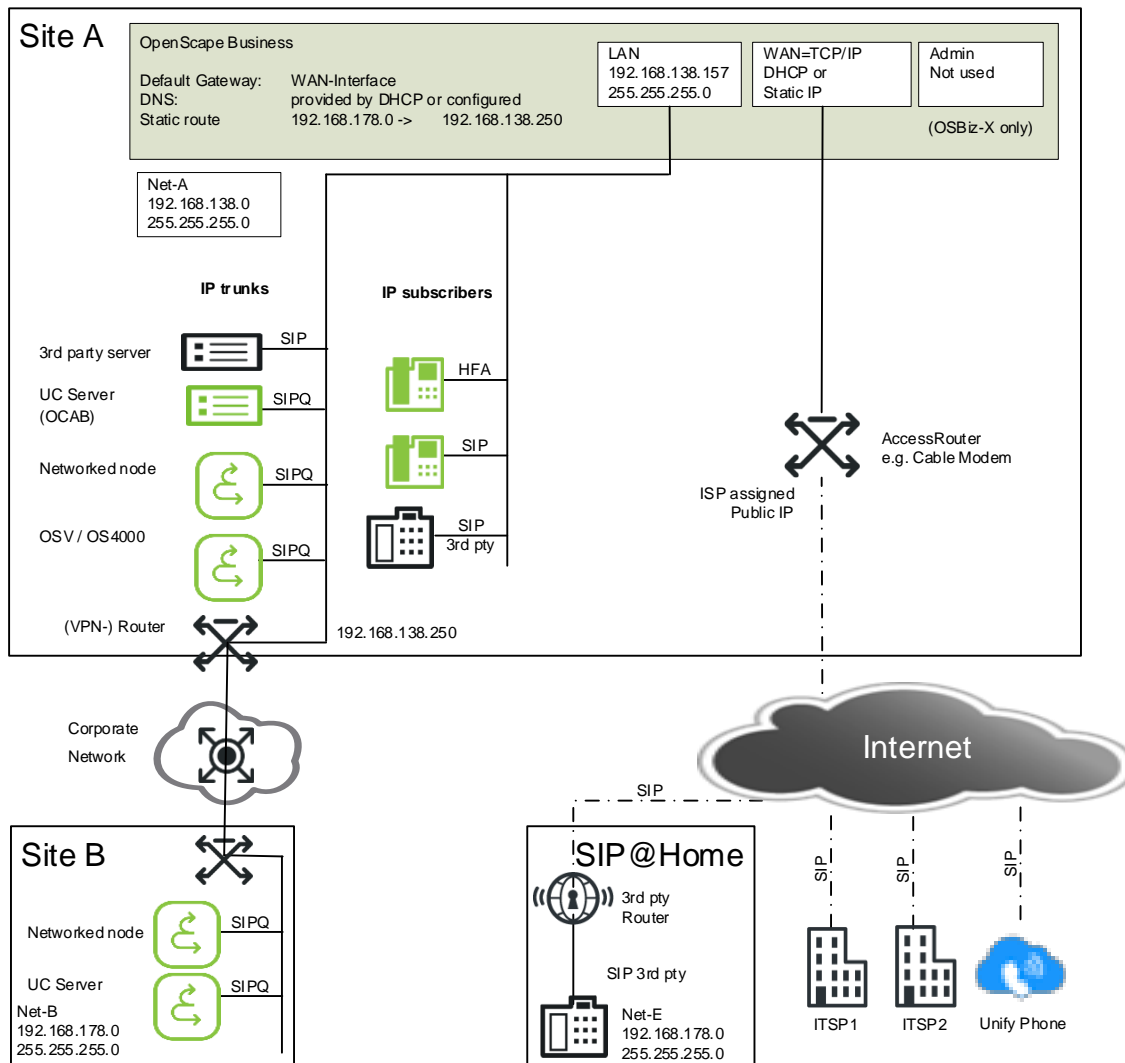 Site A
OpenScape Business
Default Gateway: WAN-Interface
DNS: provided by DHCP or configured
Static route 192.168.178.0 -> 192.168.138.250
LAN
192.168.138.157
255.255.255.0
WAN=TCP/IP
DHCP or
Static IP
Admin
Not used
(OSBiz-X only)
Net-A
192.168.138.0
255.255.255.0
IP trunks
IP subscribers
3rd party server
SIP
UC Server
(OCAB)
SIPQ
Networked node
SIPQ
OSV / OS4000
SIPQ
(VPN-) Router
192.168.138.250
HFA
SIP
SIP
3rd pty
AccessRouter
e.g. Cable Modem
ISP assigned
Public IP
Corporate
Network
Internet
SIP
Site B
Networked node
SIPQ
UC Server
SIPQ
Net-B
192.168.178.0
255.255.255.0
SIP@Home
3rd pty
Router
SIP 3rd pty
Net-E
192.168.178.0
255.255.255.0
SIP
SIP
SIP
ITSP1
ITSP2
Unify Phone